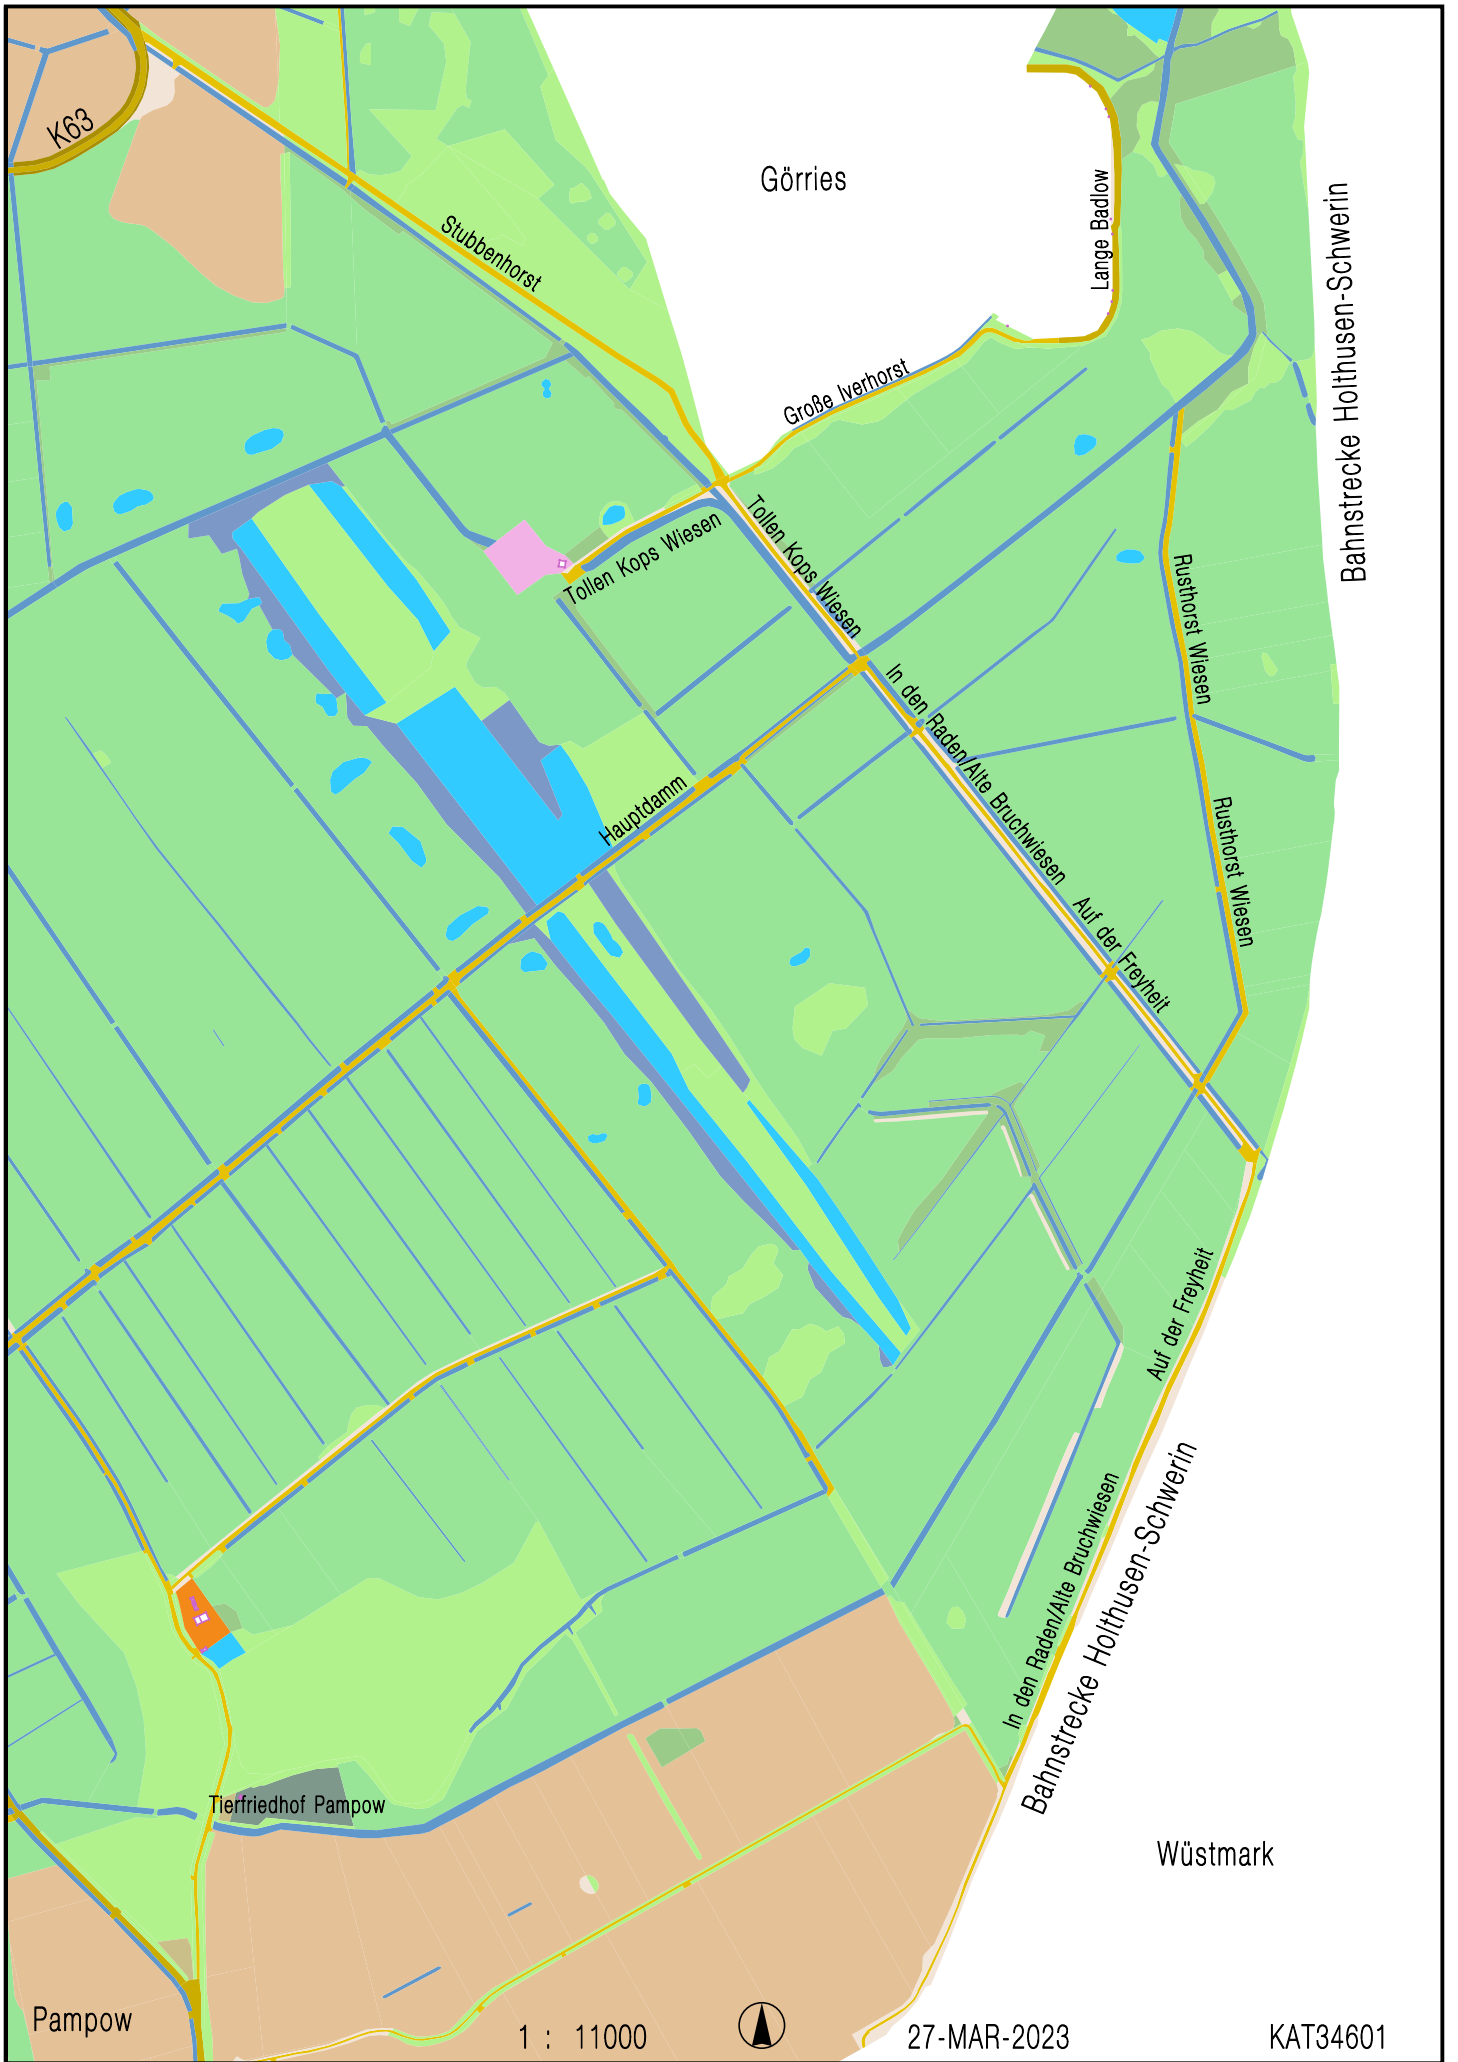 K63
Görries
Stubbenhorst
Lange Badlow
Bahnstrecke Holthusen-Schwerin
Große Iverhorst
Tollen Kops Wiesen
Tollen Kops Wiesen
Rusthorst Wiesen
In den Raden/Alte Bruchwiesen
Hauptdamm
Rusthorst Wiesen
Auf der Freyheit
Auf der Freyheit
In den Raden/Alte Bruchwiesen
Bahnstrecke Holthusen-Schwerin
Tierfriedhof Pampow
Wüstmark
Pampow
1 : 11000
27-MAR-2023
KAT34601